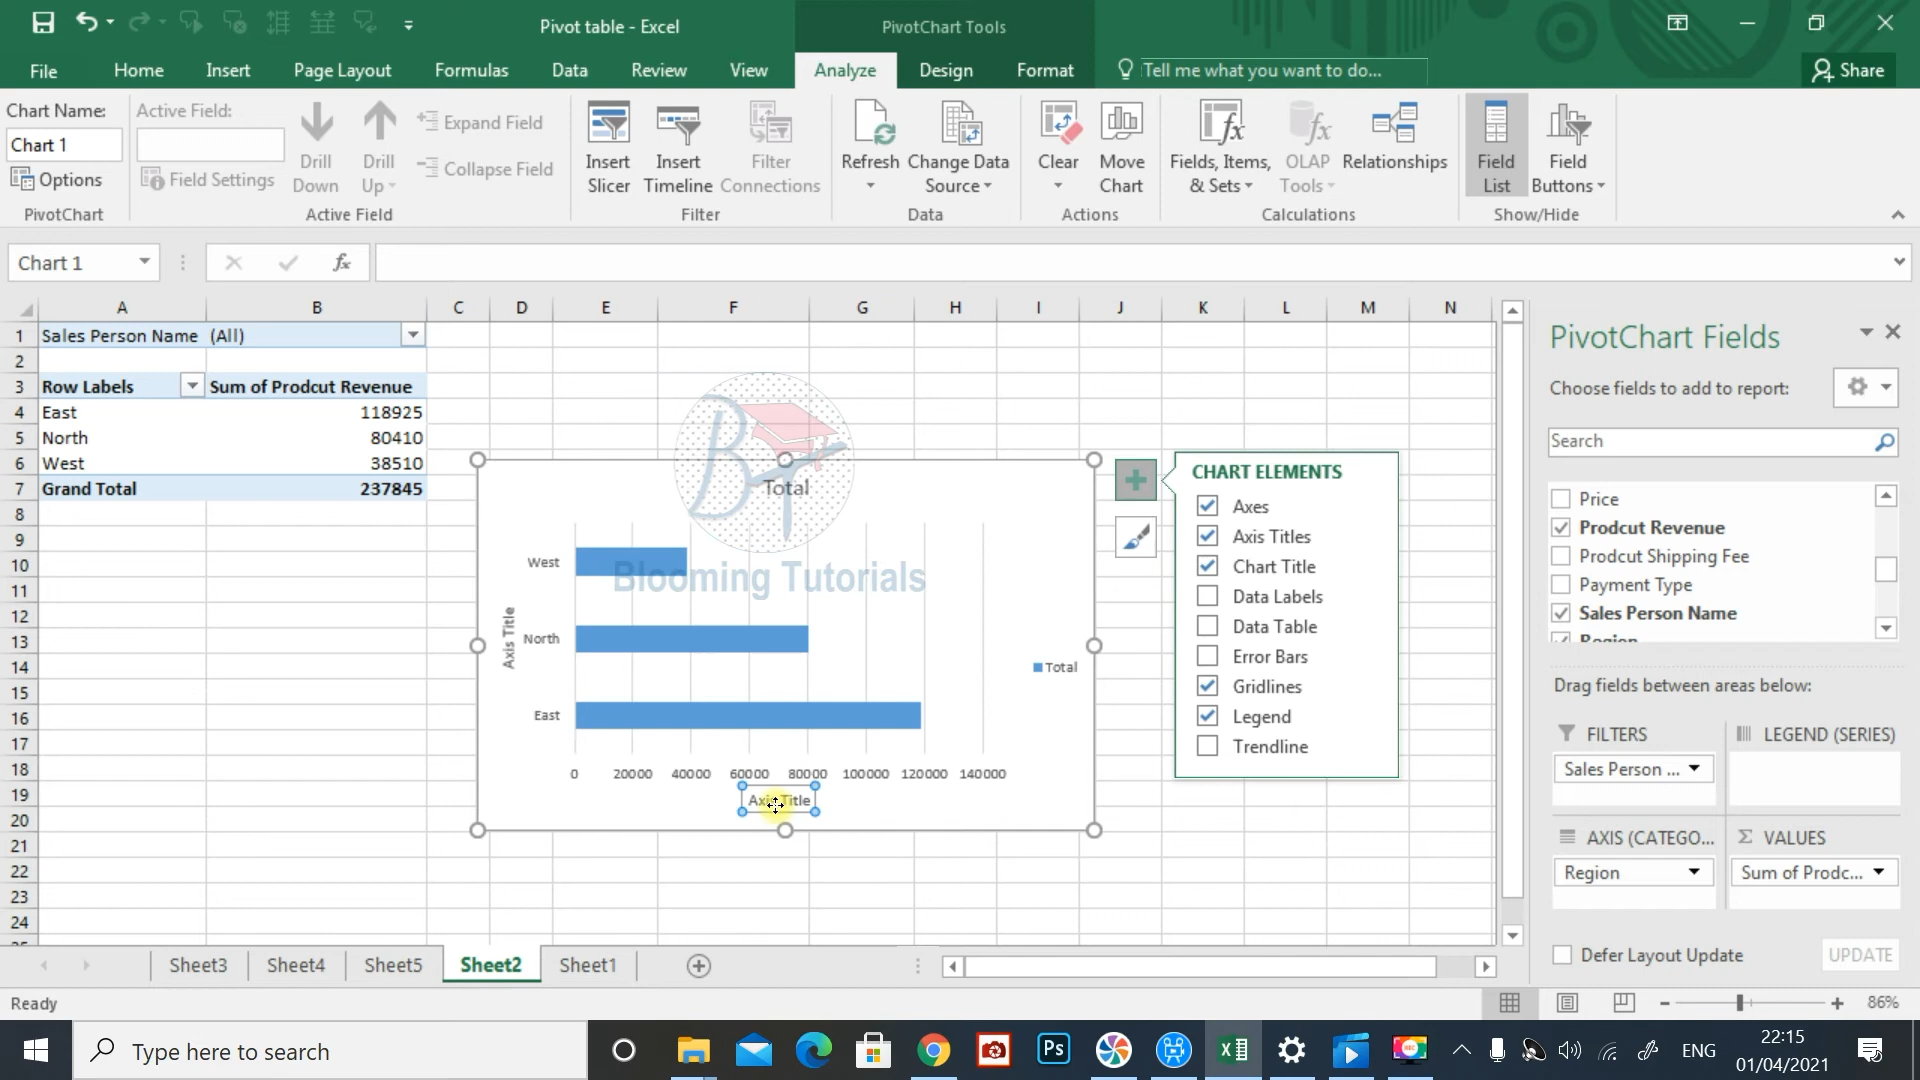 Pivot table - Excel
PivotChart Tools
File
Home
Insert
Page Layout
Formulas
Data
Review
View
Analyze
Design
Format
Tell me what you want to do...
Share
Chart Name:
Chart 1
Options
PivotChart
Active Field:
Field Settings
Drill
Down
Drill
Up
Expand Field
Collapse Field
Active Field
Insert
Slicer
Insert
Timeline
Filter
Connections
Filter
Refresh
Change Data
Source
Data
Clear
Move
Chart
Actions
Fields, Items,
& Sets
OLAP
Tools
Relationships
Calculations
Field
List
Field
Buttons
Show/Hide
Chart 1
fx
A B C D E F G H I J K L M N
1 Sales Person Name (All)
2
3 Row Labels Sum of Prodcut Revenue
4 East 118925
5 North 80410
6 West 38510
7 Grand Total 237845
8
9
10
11
12
13
14
15
16
17
18
19
20
21
22
23
24
Total
West
North
East
Axis Title
0 20000 40000 60000 80000 100000 120000 140000
Axis Title
Total
BT
Blooming Tutorials
CHART ELEMENTS
Axes
Axis Titles
Chart Title
Data Labels
Data Table
Error Bars
Gridlines
Legend
Trendline
PivotChart Fields
Choose fields to add to report:
Search
Price
Prodcut Revenue
Prodcut Shipping Fee
Payment Type
Sales Person Name
Region
Drag fields between areas below:
FILTERS
Sales Person ...
LEGEND (SERIES)
AXIS (CATEGO...
Region
VALUES
Sum of Prodc...
Defer Layout Update
UPDATE
Sheet3
Sheet4
Sheet5
Sheet2
Sheet1
Ready
86%
Type here to search
Ps
ENG
22:15
01/04/2021